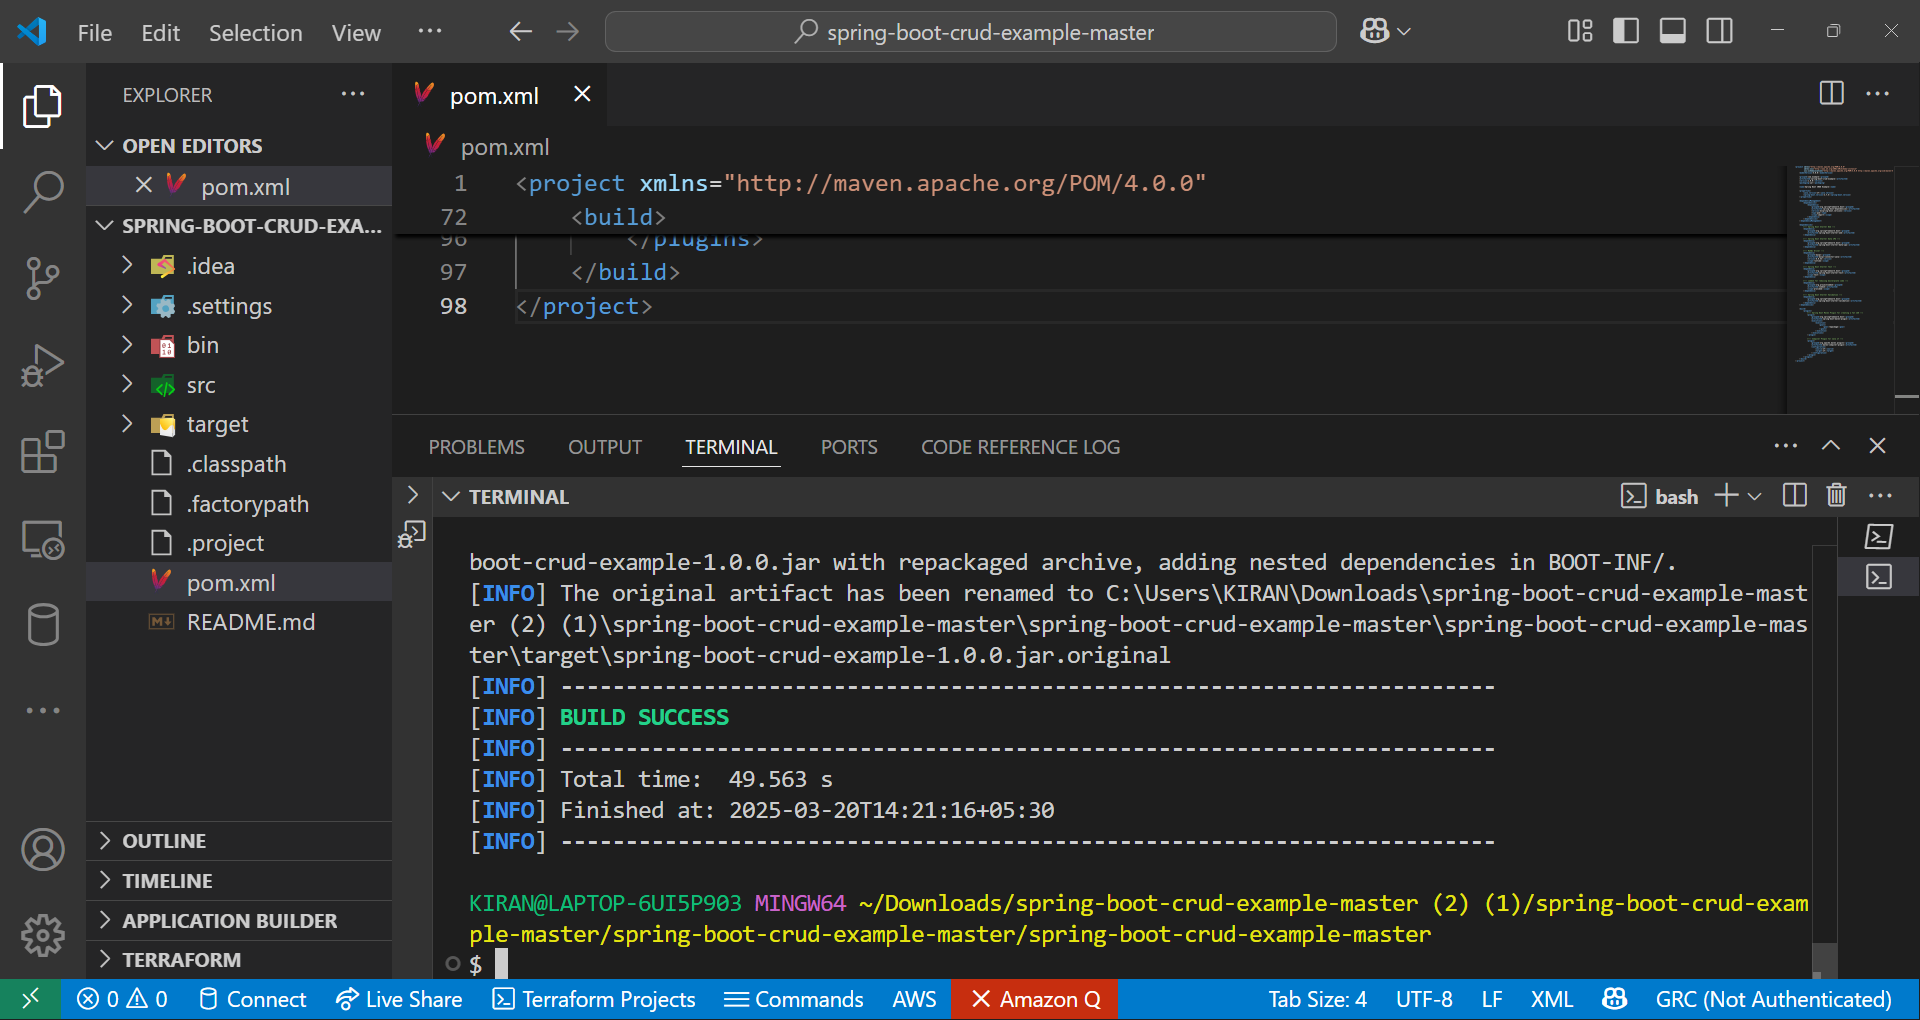 File Edit Selection View ··· spring-boot-crud-example-master
EXPLORER ···
OPEN EDITORS
pom.xml
SPRING-BOOT-CRUD-EXA...
.idea
.settings
bin
src
target
.classpath
.factorypath
.project
pom.xml
README.md
OUTLINE
TIMELINE
APPLICATION BUILDER
TERRAFORM
pom.xml
pom.xml
1 <project xmlns="http://maven.apache.org/POM/4.0.0"
72 <build>
96 </plugins>
97 </build>
98 </project>
PROBLEMS OUTPUT TERMINAL PORTS CODE REFERENCE LOG
TERMINAL bash
boot-crud-example-1.0.0.jar with repackaged archive, adding nested dependencies in BOOT-INF/.
[INFO] The original artifact has been renamed to C:\Users\KIRAN\Downloads\spring-boot-crud-example-mast
er (2) (1)\spring-boot-crud-example-master\spring-boot-crud-example-master\spring-boot-crud-example-mas
ter\target\spring-boot-crud-example-1.0.0.jar.original
[INFO] ------------------------------------------------------------------------
[INFO] BUILD SUCCESS
[INFO] ------------------------------------------------------------------------
[INFO] Total time:  49.563 s
[INFO] Finished at: 2025-03-20T14:21:16+05:30
[INFO] ------------------------------------------------------------------------
KIRAN@LAPTOP-6UI5P903 MINGW64 ~/Downloads/spring-boot-crud-example-master (2) (1)/spring-boot-crud-exam
ple-master/spring-boot-crud-example-master/spring-boot-crud-example-master
$
0 0 Connect Live Share Terraform Projects Commands AWS Amazon Q Tab Size: 4 UTF-8 LF XML GRC (Not Authenticated)